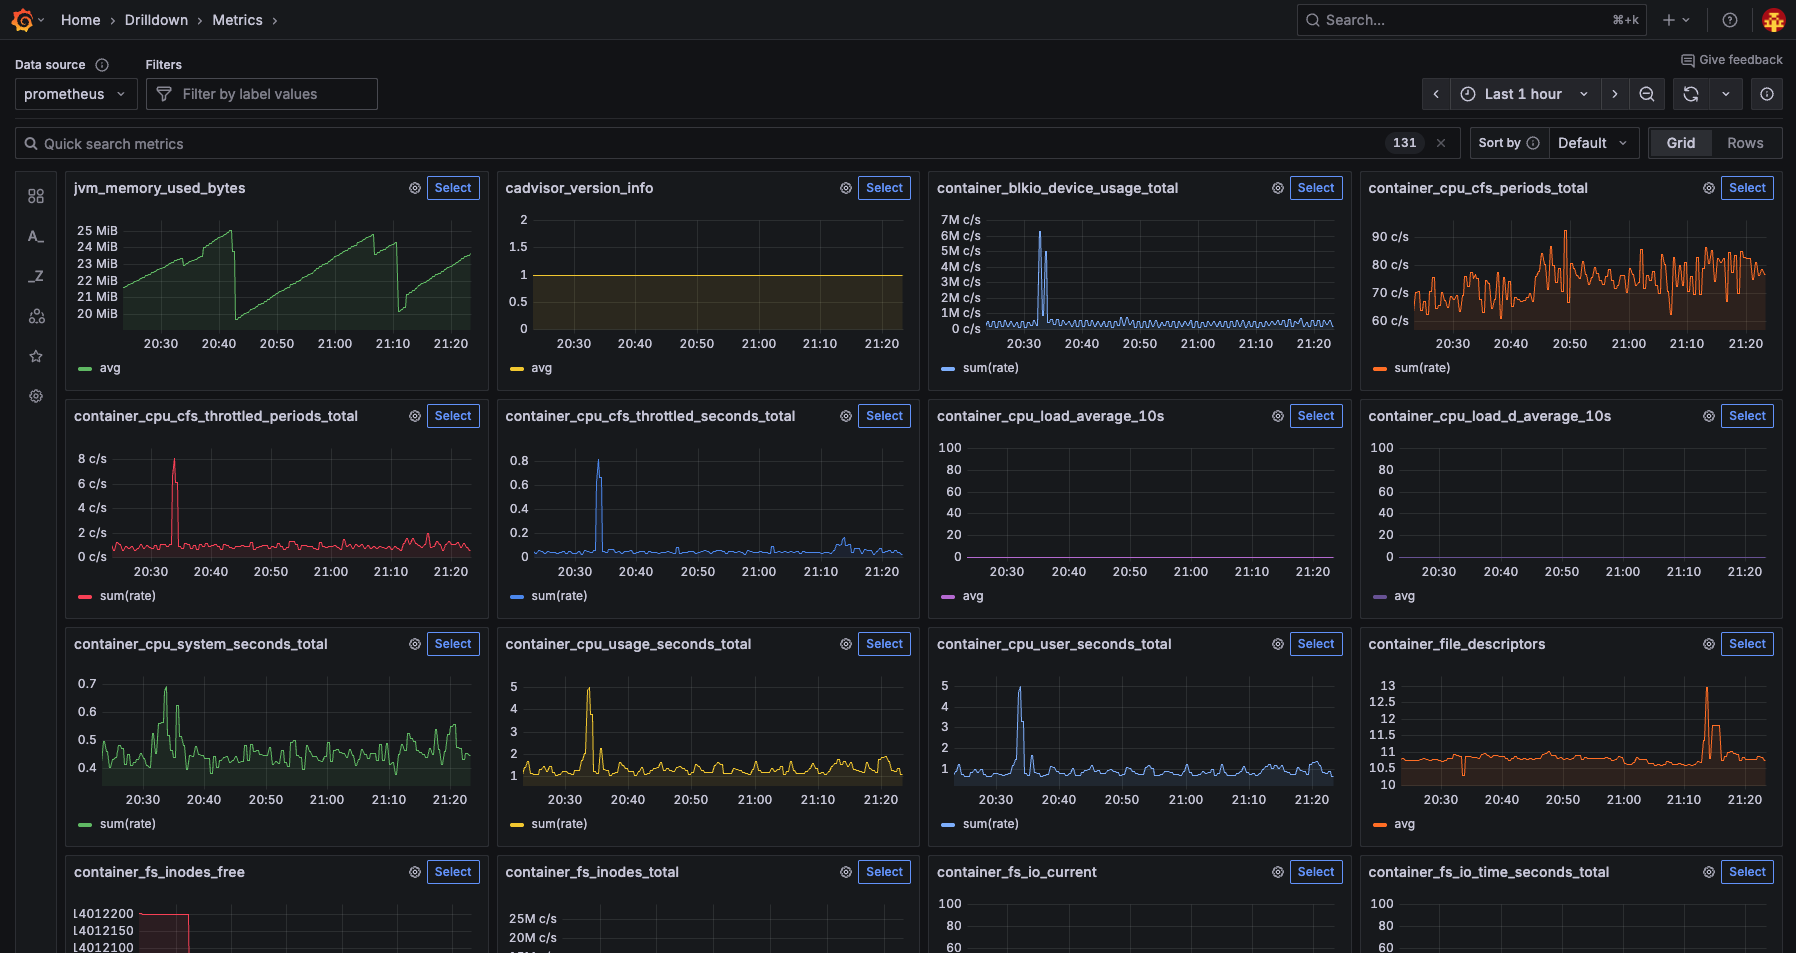 Home › Drilldown › Metrics ›
Search... ⌘+k
Data source Filters
Give feedback
prometheus Filter by label values
Last 1 hour
Quick search metrics 131
Sort by Default Grid Rows
A_
_Z
jvm_memory_used_bytes Select
25 MiB
24 MiB
23 MiB
22 MiB
21 MiB
20 MiB
20:30 20:40 20:50 21:00 21:10 21:20
avg
cadvisor_version_info Select
2
1.5
1
0.5
0
20:30 20:40 20:50 21:00 21:10 21:20
avg
container_blkio_device_usage_total Select
7M c/s
6M c/s
5M c/s
4M c/s
3M c/s
2M c/s
1M c/s
0 c/s
20:30 20:40 20:50 21:00 21:10 21:20
sum(rate)
container_cpu_cfs_periods_total Select
90 c/s
80 c/s
70 c/s
60 c/s
20:30 20:40 20:50 21:00 21:10 21:20
sum(rate)
container_cpu_cfs_throttled_periods_total Select
8 c/s
6 c/s
4 c/s
2 c/s
0 c/s
20:30 20:40 20:50 21:00 21:10 21:20
sum(rate)
container_cpu_cfs_throttled_seconds_total Select
0.8
0.6
0.4
0.2
0
20:30 20:40 20:50 21:00 21:10 21:20
sum(rate)
container_cpu_load_average_10s Select
100
80
60
40
20
0
20:30 20:40 20:50 21:00 21:10 21:20
avg
container_cpu_load_d_average_10s Select
100
80
60
40
20
0
20:30 20:40 20:50 21:00 21:10 21:20
avg
container_cpu_system_seconds_total Select
0.7
0.6
0.5
0.4
20:30 20:40 20:50 21:00 21:10 21:20
sum(rate)
container_cpu_usage_seconds_total Select
5
4
3
2
1
20:30 20:40 20:50 21:00 21:10 21:20
sum(rate)
container_cpu_user_seconds_total Select
5
4
3
2
1
20:30 20:40 20:50 21:00 21:10 21:20
sum(rate)
container_file_descriptors Select
13
12.5
12
11.5
11
10.5
10
20:30 20:40 20:50 21:00 21:10 21:20
avg
container_fs_inodes_free Select
14012200
14012150
14012100
container_fs_inodes_total Select
25M c/s
20M c/s
container_fs_io_current Select
100
80
60
container_fs_io_time_seconds_total Select
100
80
60